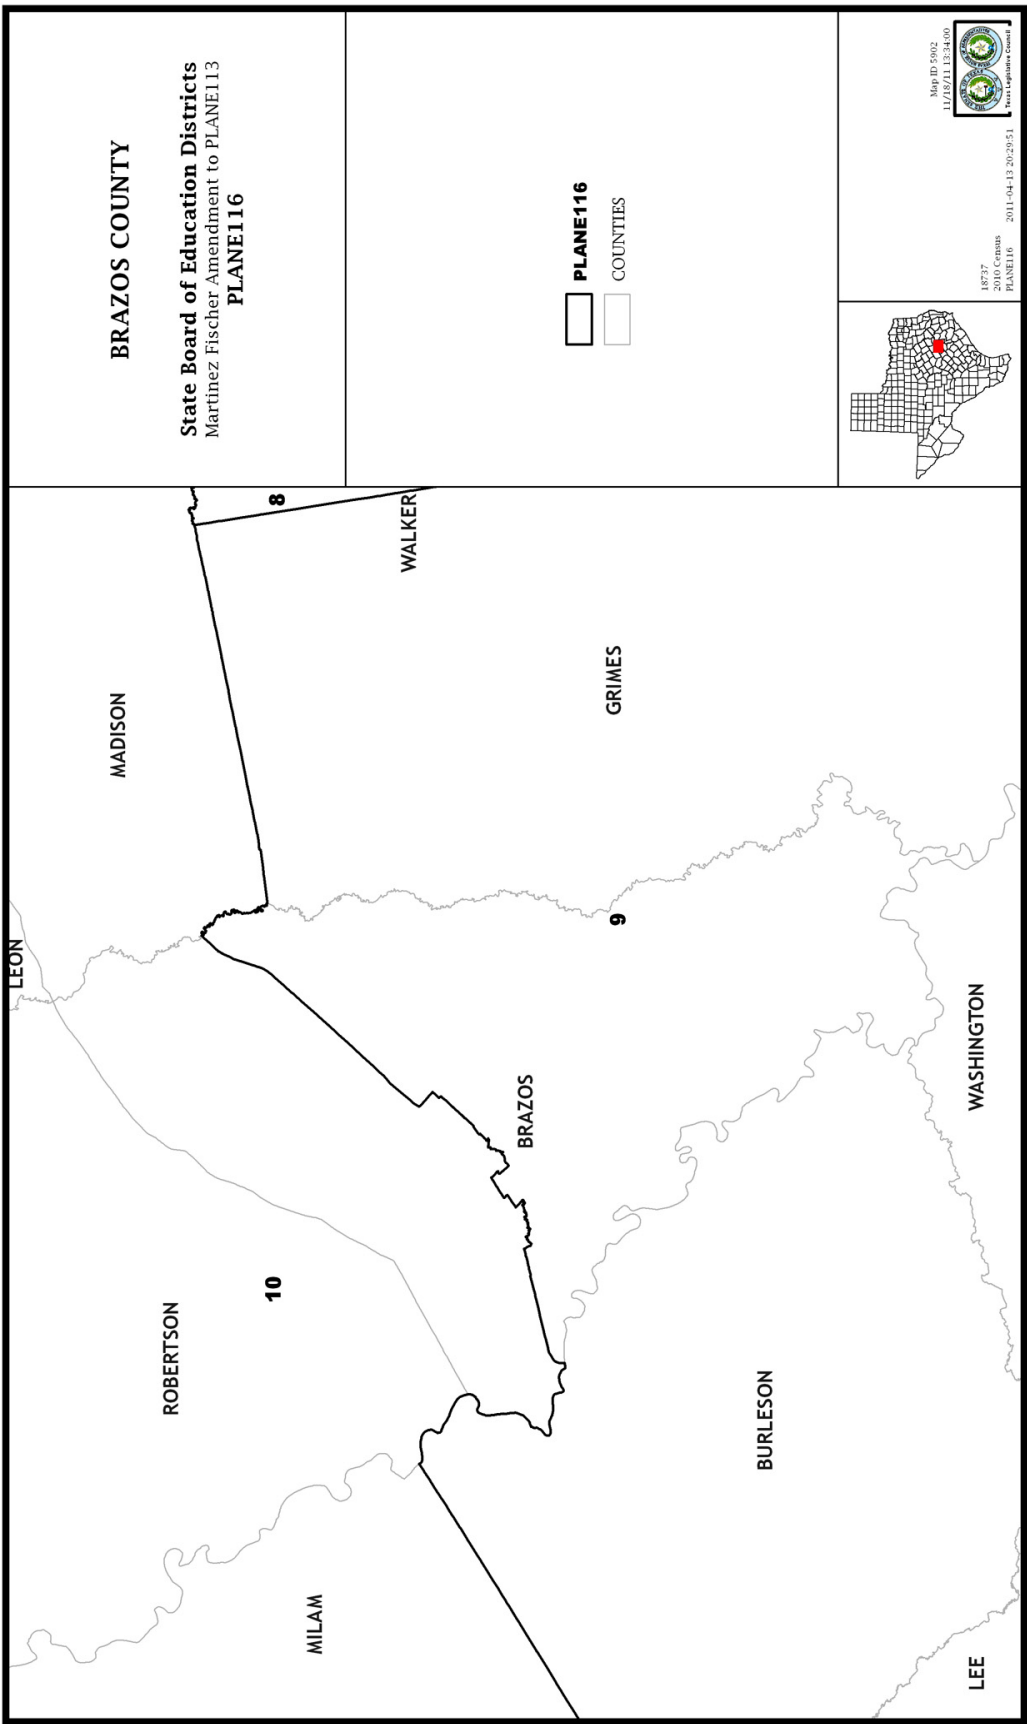 BRAZOS COUNTY
State Board of Education Districts
Martinez Fischer Amendment to PLANE113
PLANE116
PLANE116
COUNTIES
LEON
MADISON
8
WALKER
ROBERTSON
10
GRIMES
9
BRAZOS
MILAM
BURLESON
WASHINGTON
LEE
18737
2010 Census
PLANE116
2011-04-13 20:29:51
Map ID 5902
11/18/11 13:34:00
Texas Legislative Council